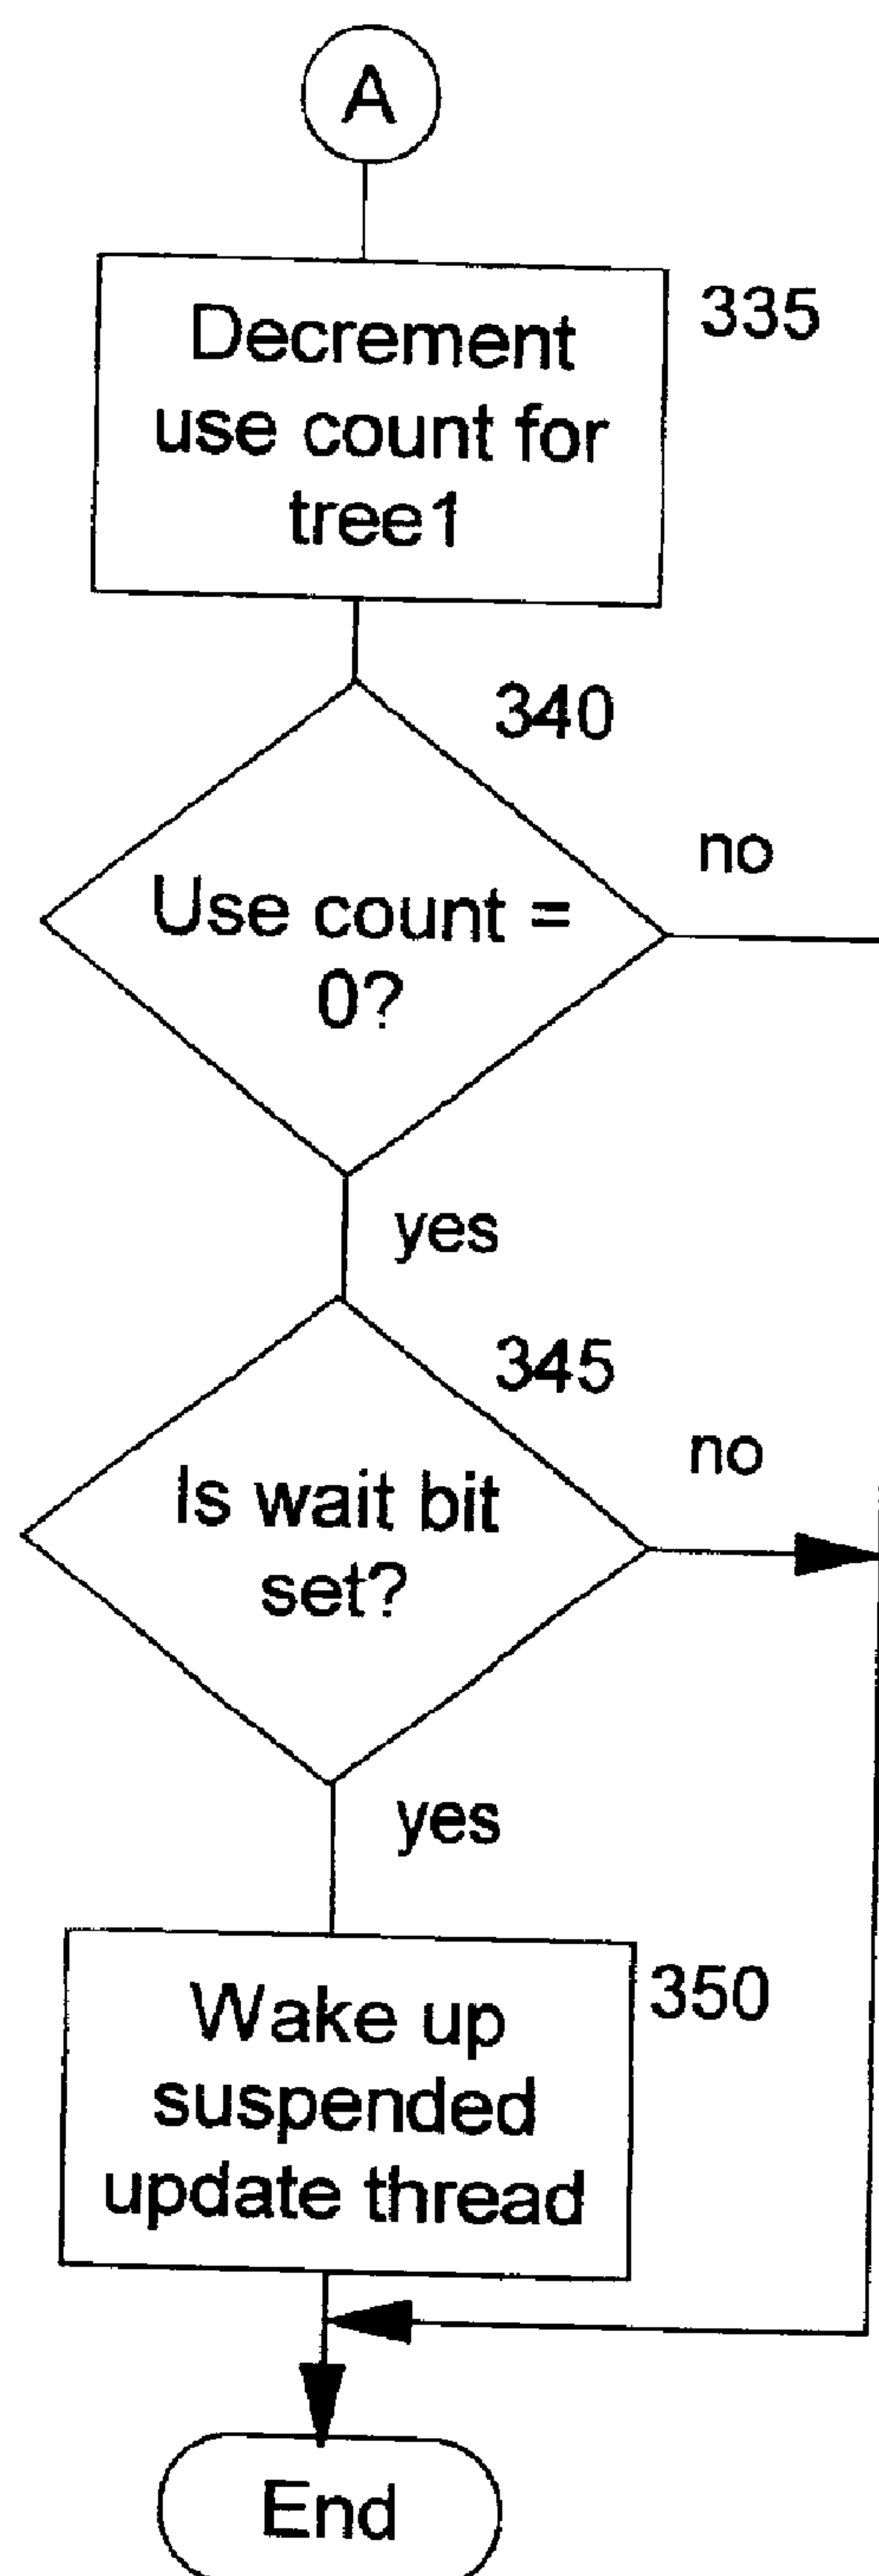 A
Decrement
use count for
tree1
335
340
Use count =
0?
no
yes
345
Is wait bit
set?
no
yes
Wake up
suspended
update thread
350
End